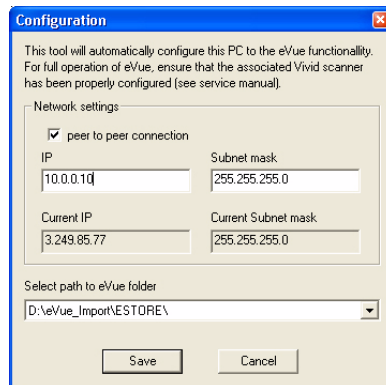 Configuration
This tool will automatically configure this PC to the eVue functionallity.
For full operation of eVue, ensure that the associated Vivid scanner
has been properly configured (see service manual).
Network settings
peer to peer connection
IP
Subnet mask
10.0.0.10
255.255.255.0
Current IP
Current Subnet mask
3.249.85.77
255.255.255.0
Select path to eVue folder
D:\eVue_Import\ESTORE\
Save
Cancel